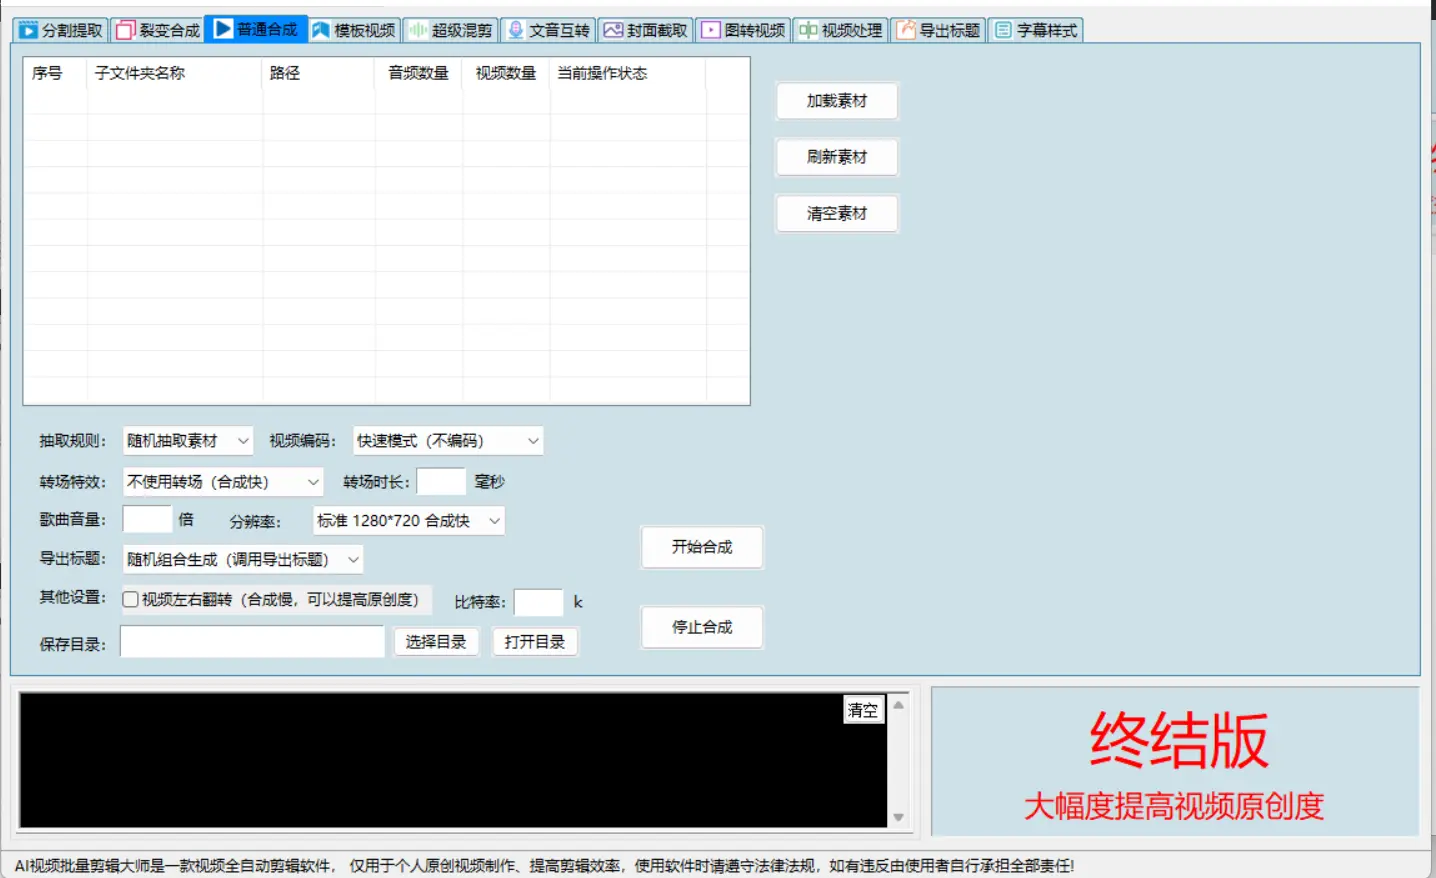 分割提取 裂变合成 普通合成 模板视频 超级混剪 文音互转 封面截取 图转视频 视频处理 导出标题 字幕样式
序号 子文件夹名称 路径 音频数量 视频数量 当前操作状态
加载素材
刷新素材
清空素材
抽取规则: 随机抽取素材 视频编码: 快速模式（不编码）
转场特效: 不使用转场（合成快） 转场时长: 毫秒
歌曲音量: 倍 分辨率: 标准 1280*720 合成快
开始合成
导出标题: 随机组合生成（调用导出标题）
其他设置: 视频左右翻转（合成慢，可以提高原创度） 比特率: k
停止合成
保存目录: 选择目录 打开目录
清空
终结版
大幅度提高视频原创度
AI视频批量剪辑大师是一款视频全自动剪辑软件， 仅用于个人原创视频制作、提高剪辑效率，使用软件时请遵守法律法规，如有违反由使用者自行承担全部责任!